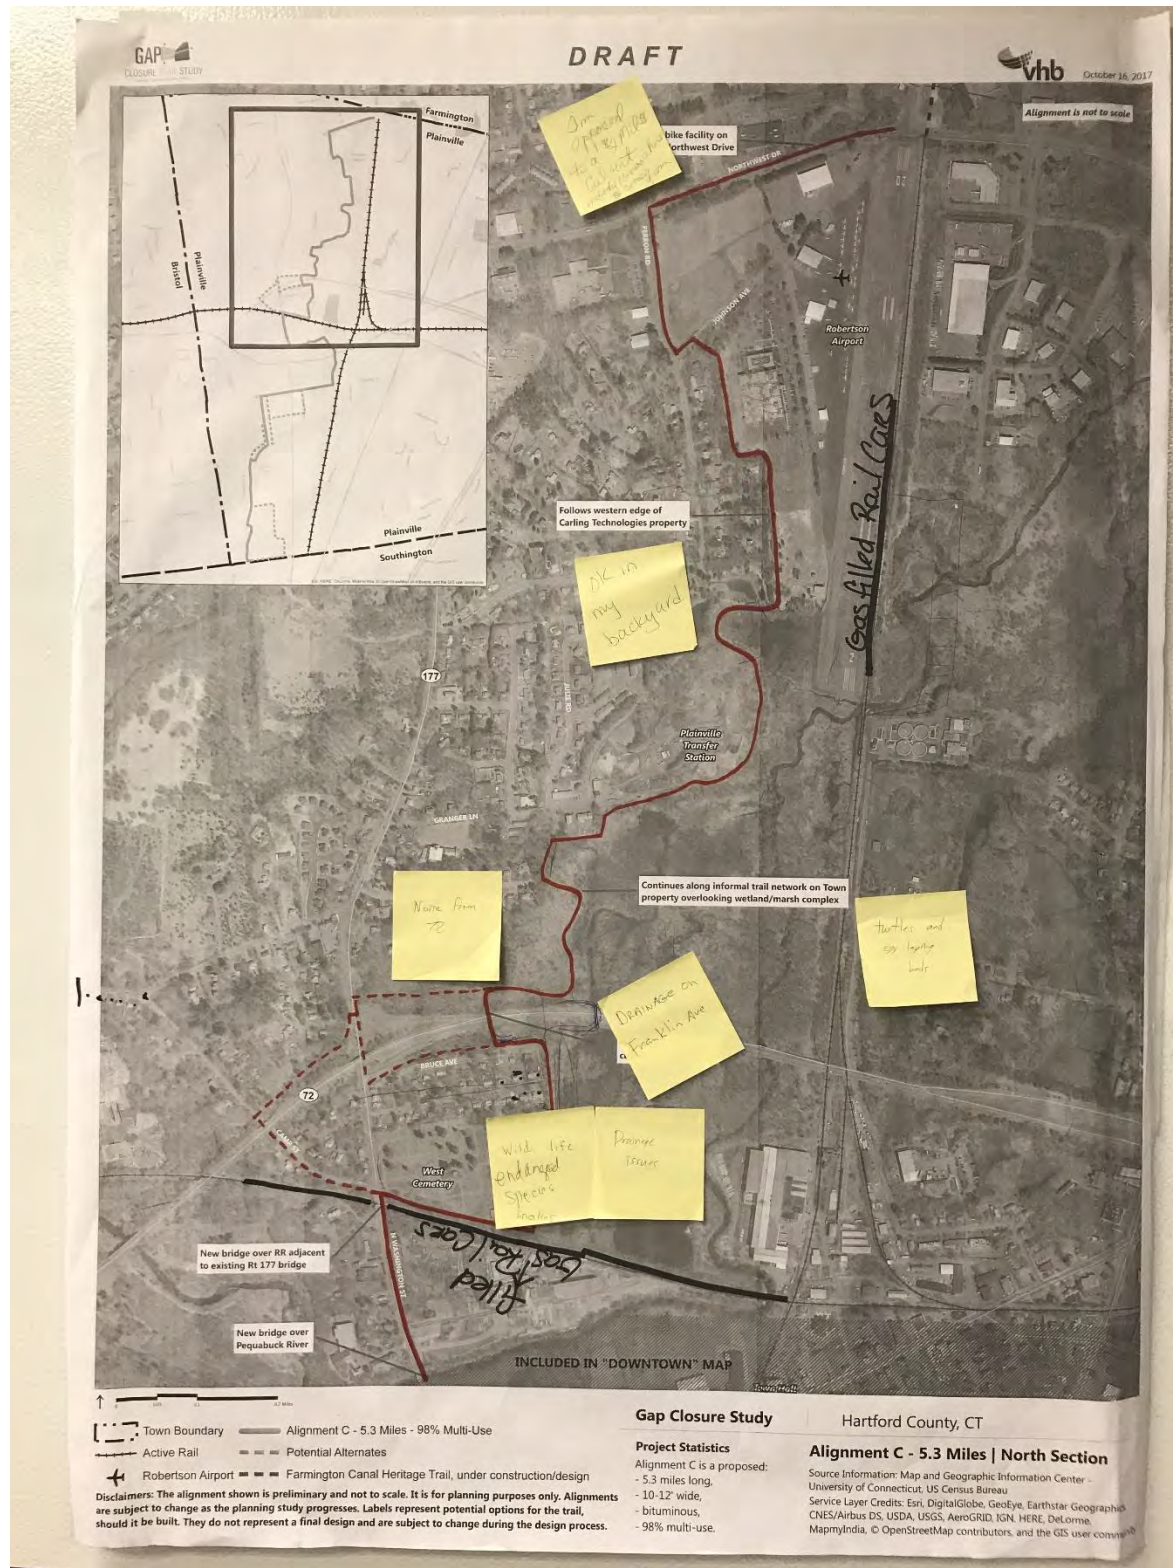 GAP
CLOSURE TRAIL STUDY
DRAFT
vhb
October 16, 2017
Alignment is not to scale
Farmington
Plainville
Plainville
Bristol
Plainville
Southington
I'm
opposed
to a
bike facility on
Northwest Drive
NORTHWEST DR
JOHNSON AVE
Robertson
Airport
Gas filled Rail Cares
Follows western edge of
Carling Technologies property
OK in
my
backyard
177
Plainville
Transfer
Station
GRANGER LN
Continues along informal trail network on Town
property overlooking wetland/marsh complex
Noise from
72
turtles and
egg laying
DRAINAGE on
Franklin Ave
BRUCE AVE
72
Wild life
endanged
species
Drainage
issues
West
Cemetery
N WASHINGTON ST
Gas Rail Cares
filled
New bridge over RR adjacent
to existing Rt 177 bridge
New bridge over
Pequabuck River
INCLUDED IN "DOWNTOWN" MAP
Town Hall
Town Boundary
Alignment C - 5.3 Miles - 98% Multi-Use
Active Rail
Potential Alternates
Robertson Airport
Farmington Canal Heritage Trail, under construction/design
Disclaimers: The alignment shown is preliminary and not to scale. It is for planning purposes only. Alignments
are subject to change as the planning study progresses. Labels represent potential options for the trail,
should it be built. They do not represent a final design and are subject to change during the design process.
Gap Closure Study
Project Statistics
Alignment C is a proposed:
- 5.3 miles long,
- 10-12' wide,
- bituminous,
- 98% multi-use.
Hartford County, CT
Alignment C - 5.3 Miles | North Section
Source Information: Map and Geographic Information Center -
University of Connecticut, US Census Bureau
Service Layer Credits: Esri, DigitalGlobe, GeoEye, Earthstar Geographics
CNES/Airbus DS, USDA, USGS, AeroGRID, IGN, HERE, DeLorme,
MapmyIndia, © OpenStreetMap contributors, and the GIS user community